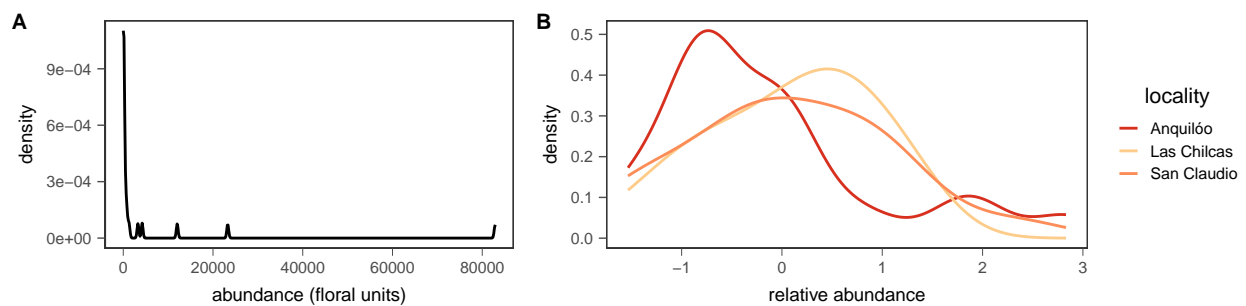 A
density
9e−04
6e−04
3e−04
0e+00
0
20000
40000
60000
80000
abundance (floral units)
B
density
0.5
0.4
0.3
0.2
0.1
0.0
−1
0
1
2
3
relative abundance
locality
Anquilóo
Las Chilcas
San Claudio